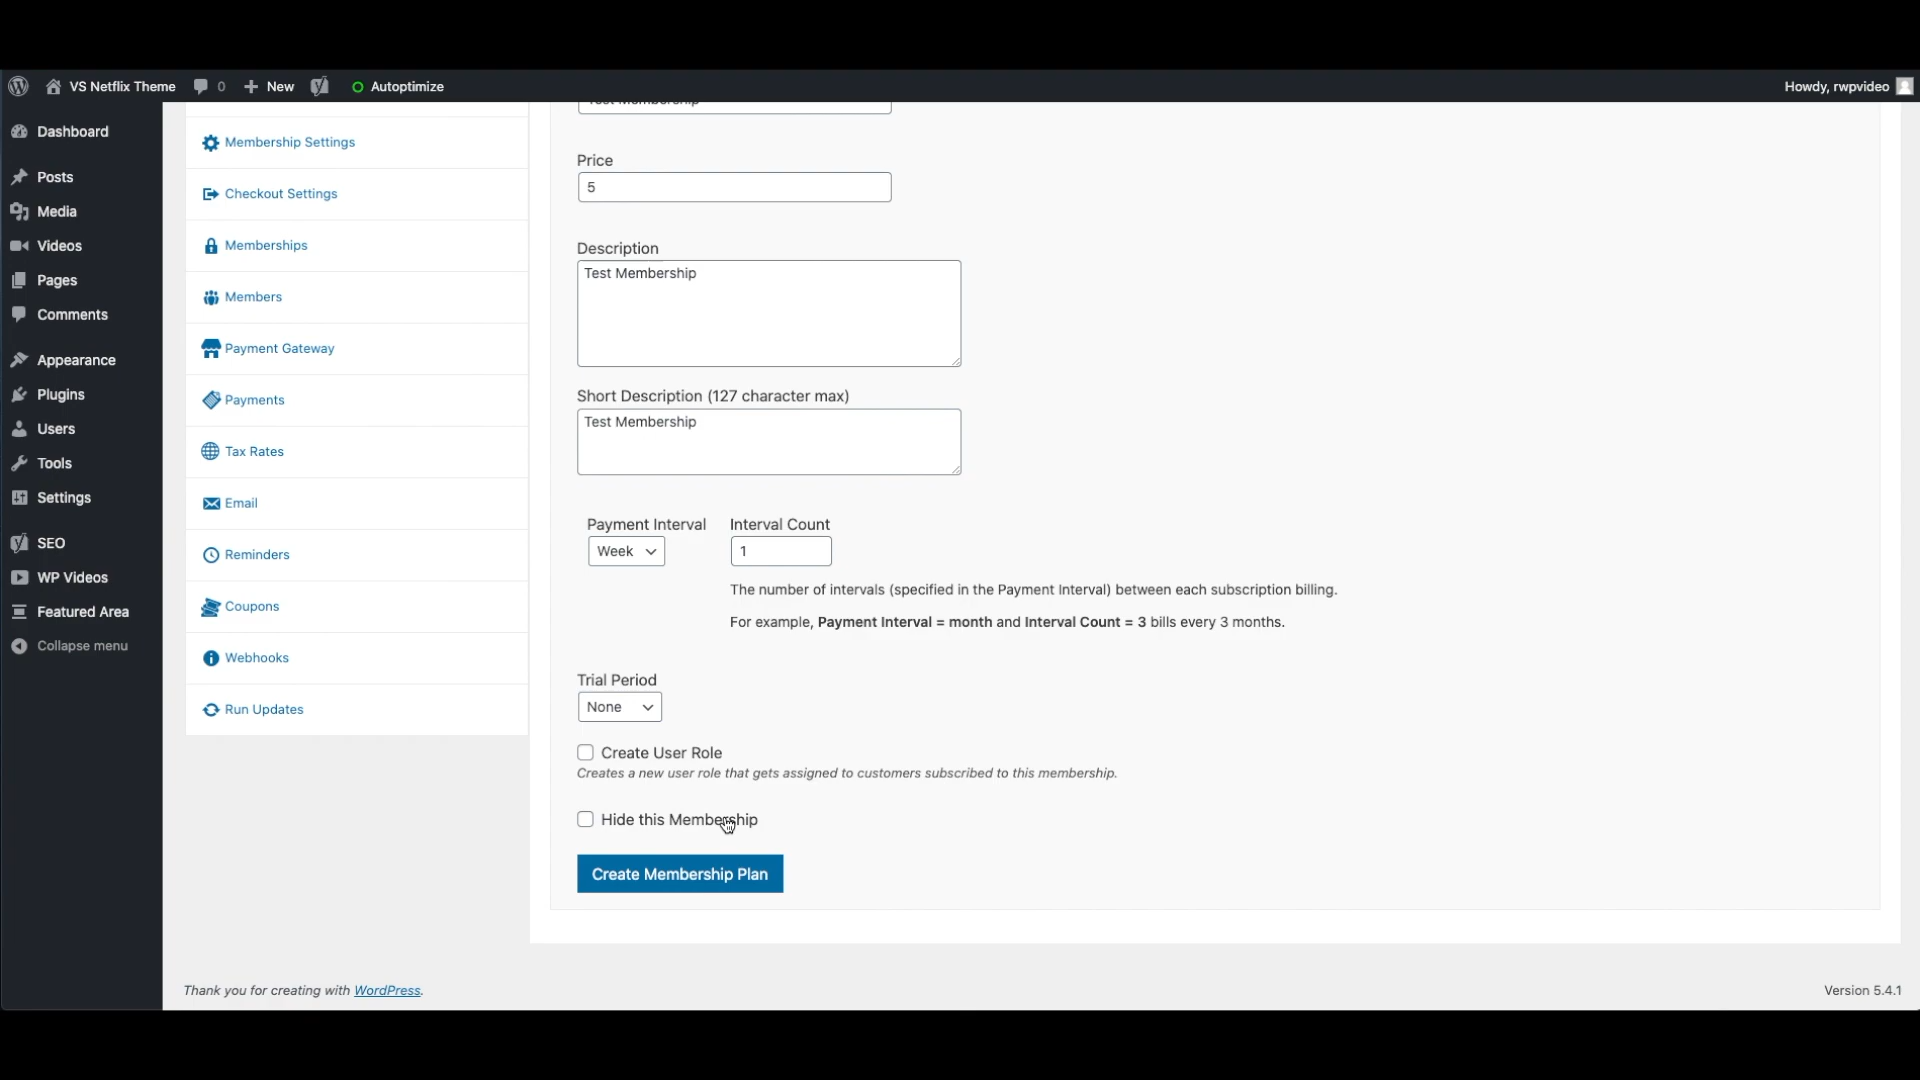 VS Netflix Theme
0
New
Autoptimize
Howdy, rwpvideo
Dashboard
Posts
Media
Videos
Pages
Comments
Appearance
Plugins
Users
Tools
Settings
SEO
WP Videos
Featured Area
Collapse menu
Membership Settings
Checkout Settings
Memberships
Members
Payment Gateway
Payments
Tax Rates
Email
Reminders
Coupons
Webhooks
Run Updates
Test Membership
Price
5
Description
Test Membership
Short Description (127 character max)
Test Membership
Payment Interval
Interval Count
Week
1
The number of intervals (specified in the Payment Interval) between each subscription billing.
For example, Payment Interval = month and Interval Count = 3 bills every 3 months.
Trial Period
None
Create User Role
Creates a new user role that gets assigned to customers subscribed to this membership.
Hide this Membership
Create Membership Plan
Thank you for creating with WordPress.
Version 5.4.1